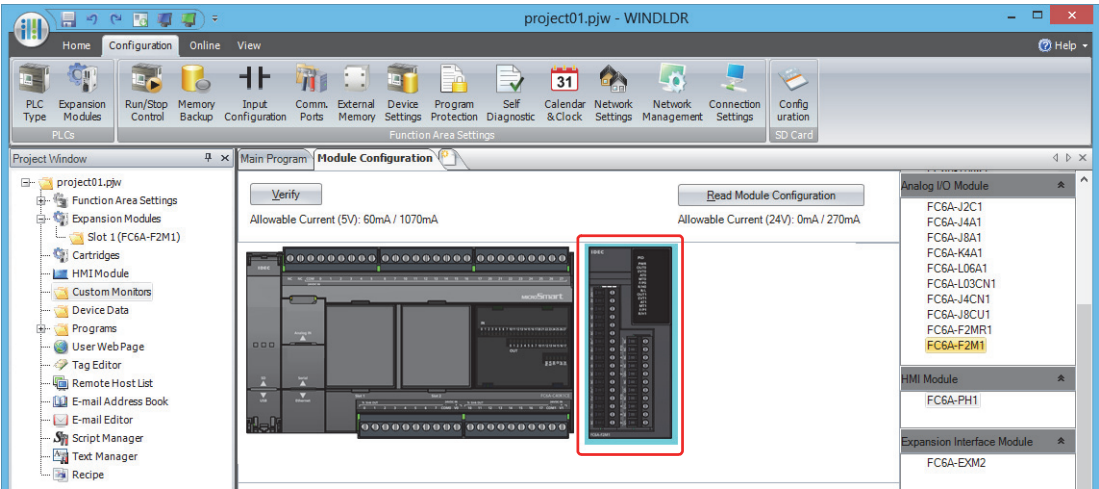 project01.pjw - WINDLDR
Home Configuration Online View
Help
PLC Type
Expansion Modules
Run/Stop Control
Memory Backup
Input Configuration
Comm. Ports
External Memory
Device Settings
Program Protection
Self Diagnostic
31
Calendar & Clock
Network Settings
Network Management
Connection Settings
Config uration
PLCs
Function Area Settings
SD Card
Project Window
project01.pjw
Function Area Settings
Expansion Modules
Slot 1 (FC6A-F2M1)
Cartridges
HMI Module
Custom Monitors
Device Data
Programs
User Web Page
Tag Editor
Remote Host List
E-mail Address Book
E-mail Editor
Script Manager
Text Manager
Recipe
Main Program
Module Configuration
Verify
Read Module Configuration
Allowable Current (5V): 60mA / 1070mA
Allowable Current (24V): 0mA / 270mA
IDEC
MICROSmart
IDEC
Analog I/O Module
FC6A-J2C1
FC6A-J4A1
FC6A-J8A1
FC6A-K4A1
FC6A-L06A1
FC6A-L03CN1
FC6A-J4CN1
FC6A-J8CU1
FC6A-F2MR1
FC6A-F2M1
HMI Module
FC6A-PH1
Expansion Interface Module
FC6A-EXM2